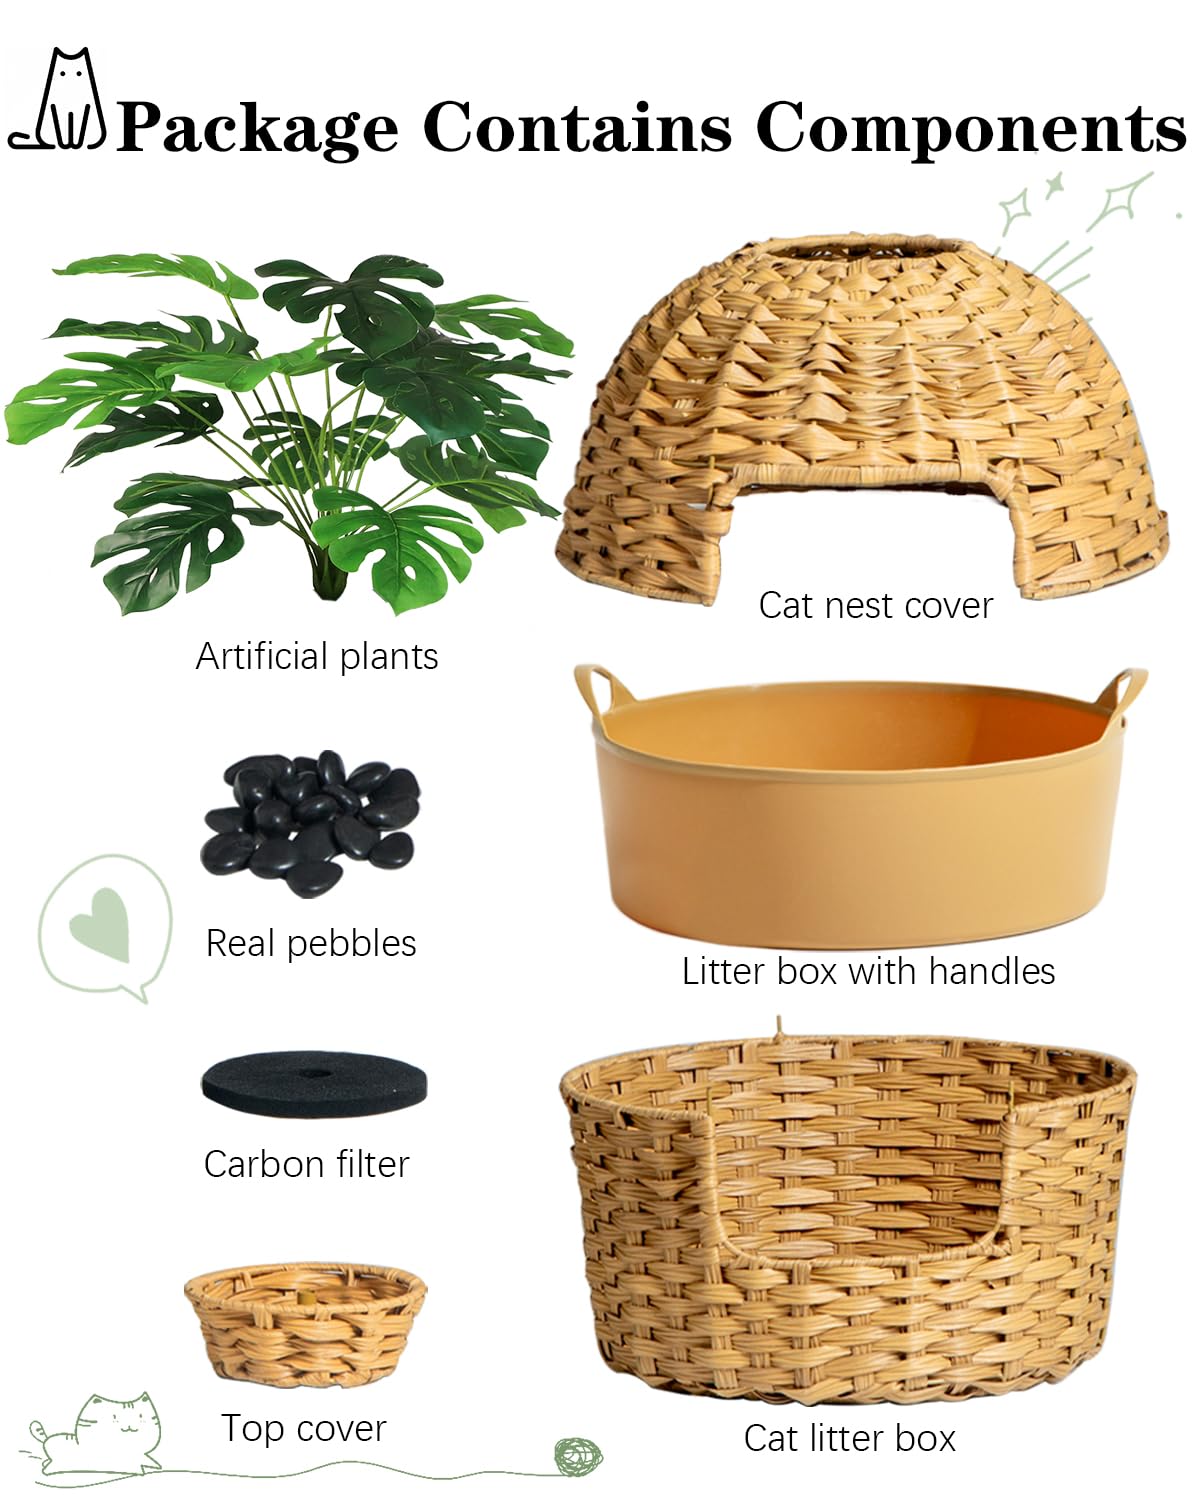 Package Contains Components
Artificial plants
Cat nest cover
Real pebbles
Litter box with handles
Carbon filter
Top cover
Cat litter box